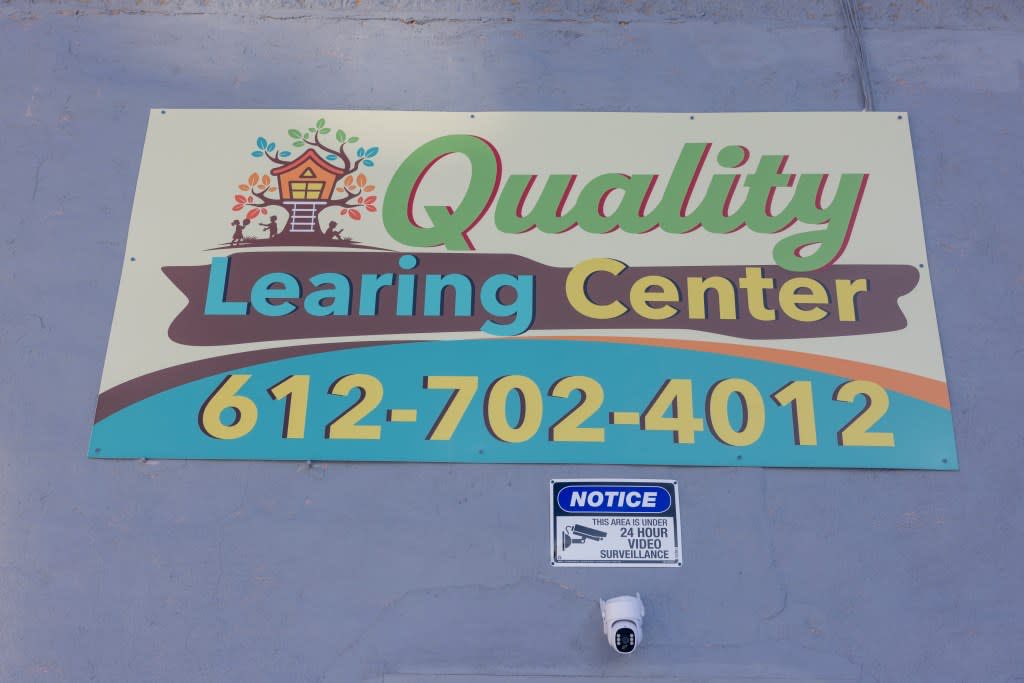 Quality
Learing Center
612-702-4012
NOTICE
THIS AREA IS UNDER
24 HOUR
VIDEO
SURVEILLANCE